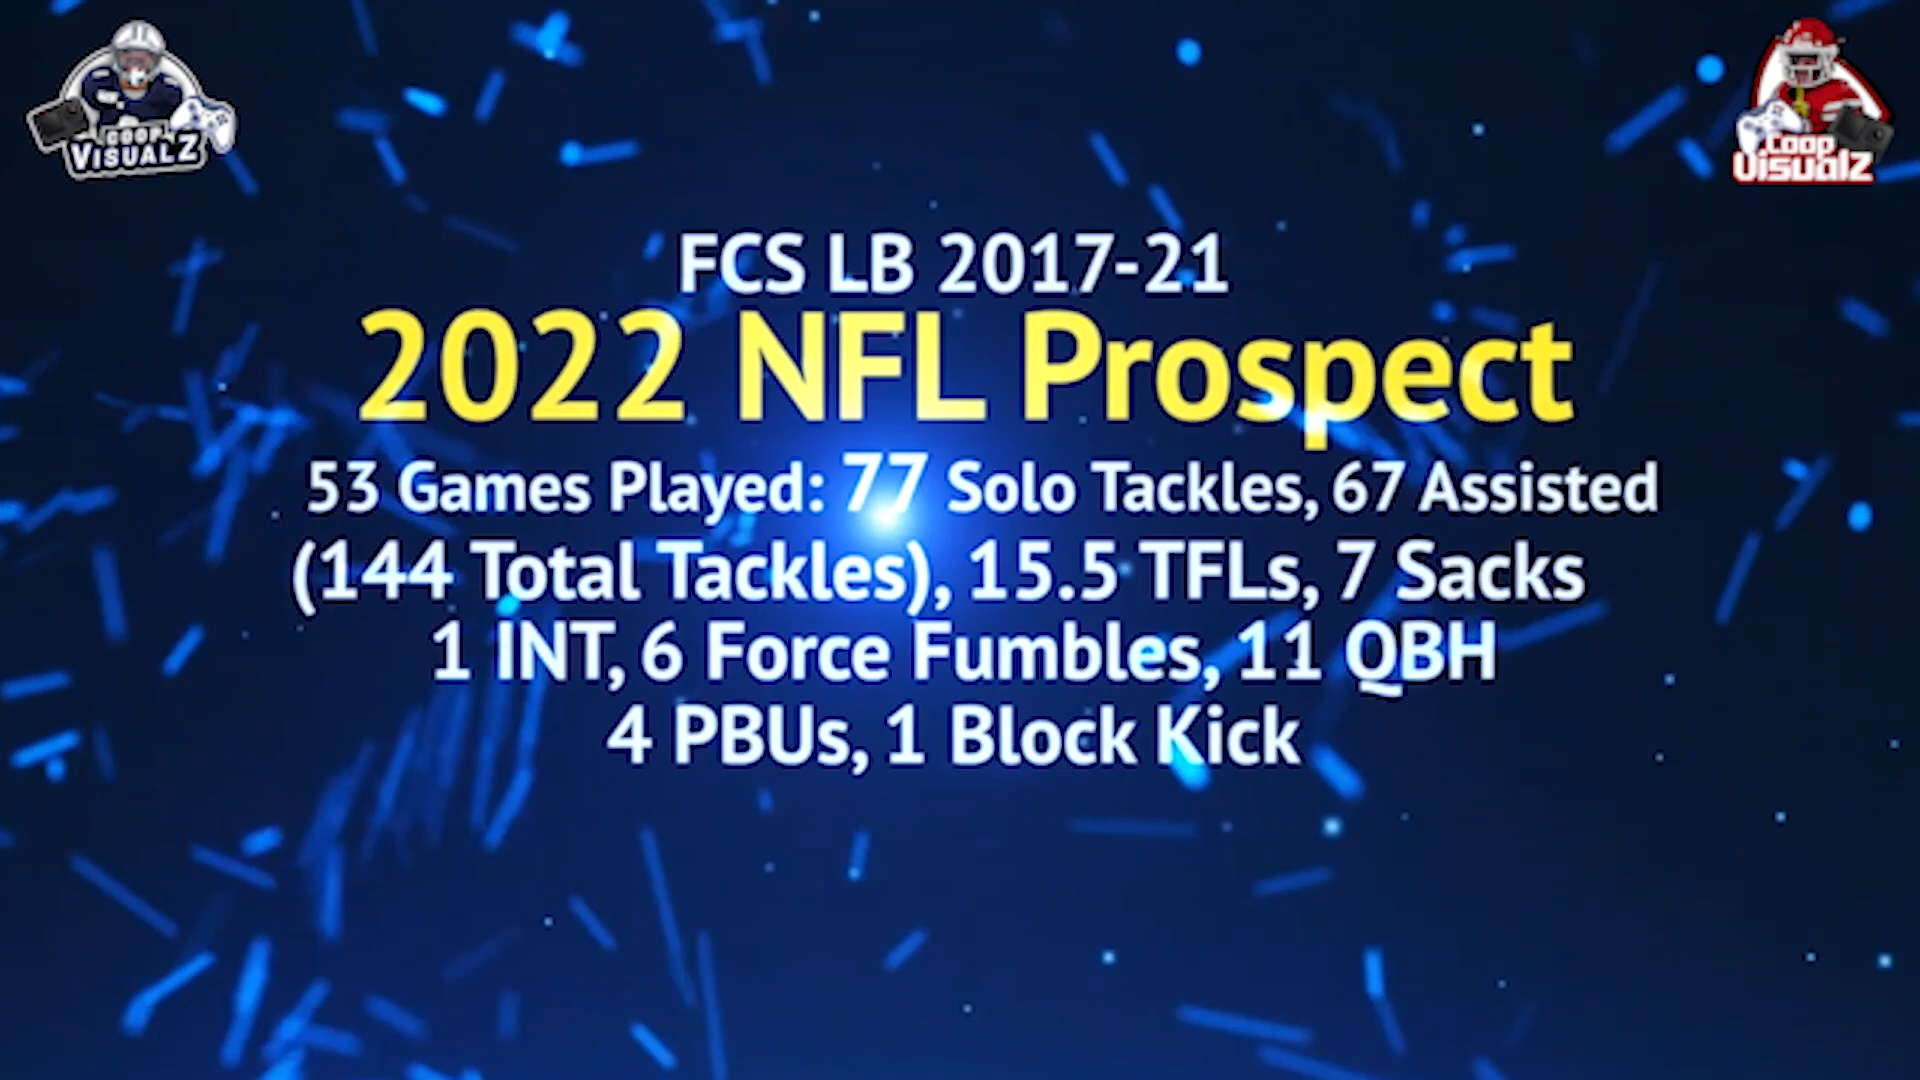 COOP
VISUALZ
Coop
VisualZ
FCS LB 2017-21
2022 NFL Prospect
53 Games Played: 77 Solo Tackles, 67 Assisted
(144 Total Tackles), 15.5 TFLs, 7 Sacks
1 INT, 6 Force Fumbles, 11 QBH
4 PBUs, 1 Block Kick